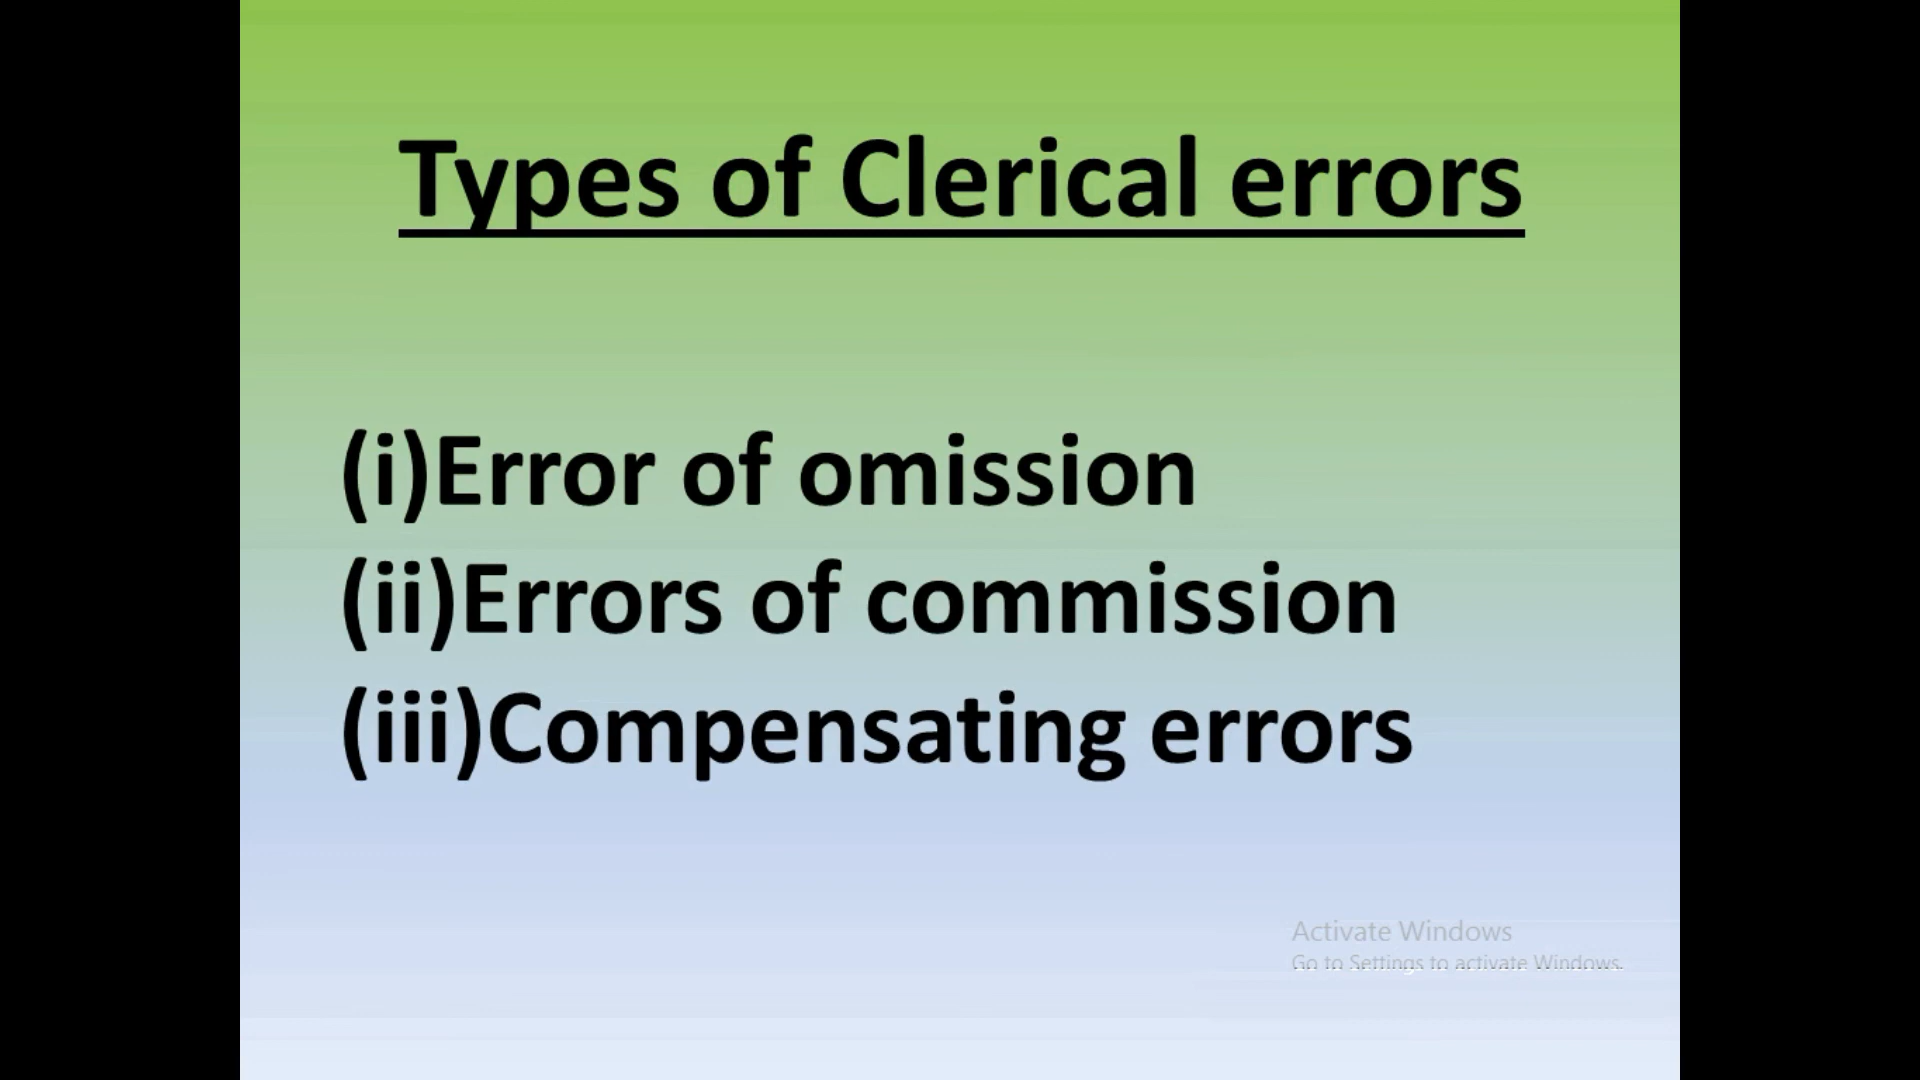 Types of Clerical errors
(i)Error of omission
(ii)Errors of commission
(iii)Compensating errors
Activate Windows
Go to Settings to activate Windows.